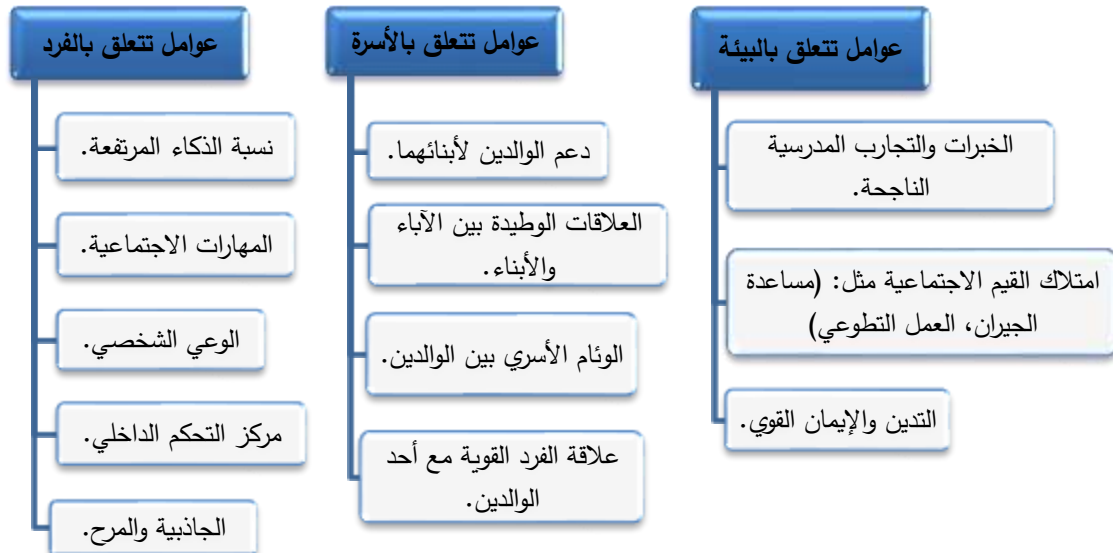 عوامل تتعلق بالبيئة
الخبرات والتجارب المدرسية
الناجحة.
امتلاك القيم الاجتماعية مثل: (مساعدة
الجيران، العمل التطوعي)
التدين والإيمان القوي.
عوامل تتعلق بالأسرة
دعم الوالدين لأبنائهما.
العلاقات الوطيدة بين الآباء
والأبناء.
الوئام الأسري بين الوالدين.
علاقة الفرد القوية مع أحد
الوالدين.
عوامل تتعلق بالفرد
نسبة الذكاء المرتفعة.
المهارات الاجتماعية.
الوعي الشخصي.
مركز التحكم الداخلي.
الجاذبية والمرح.